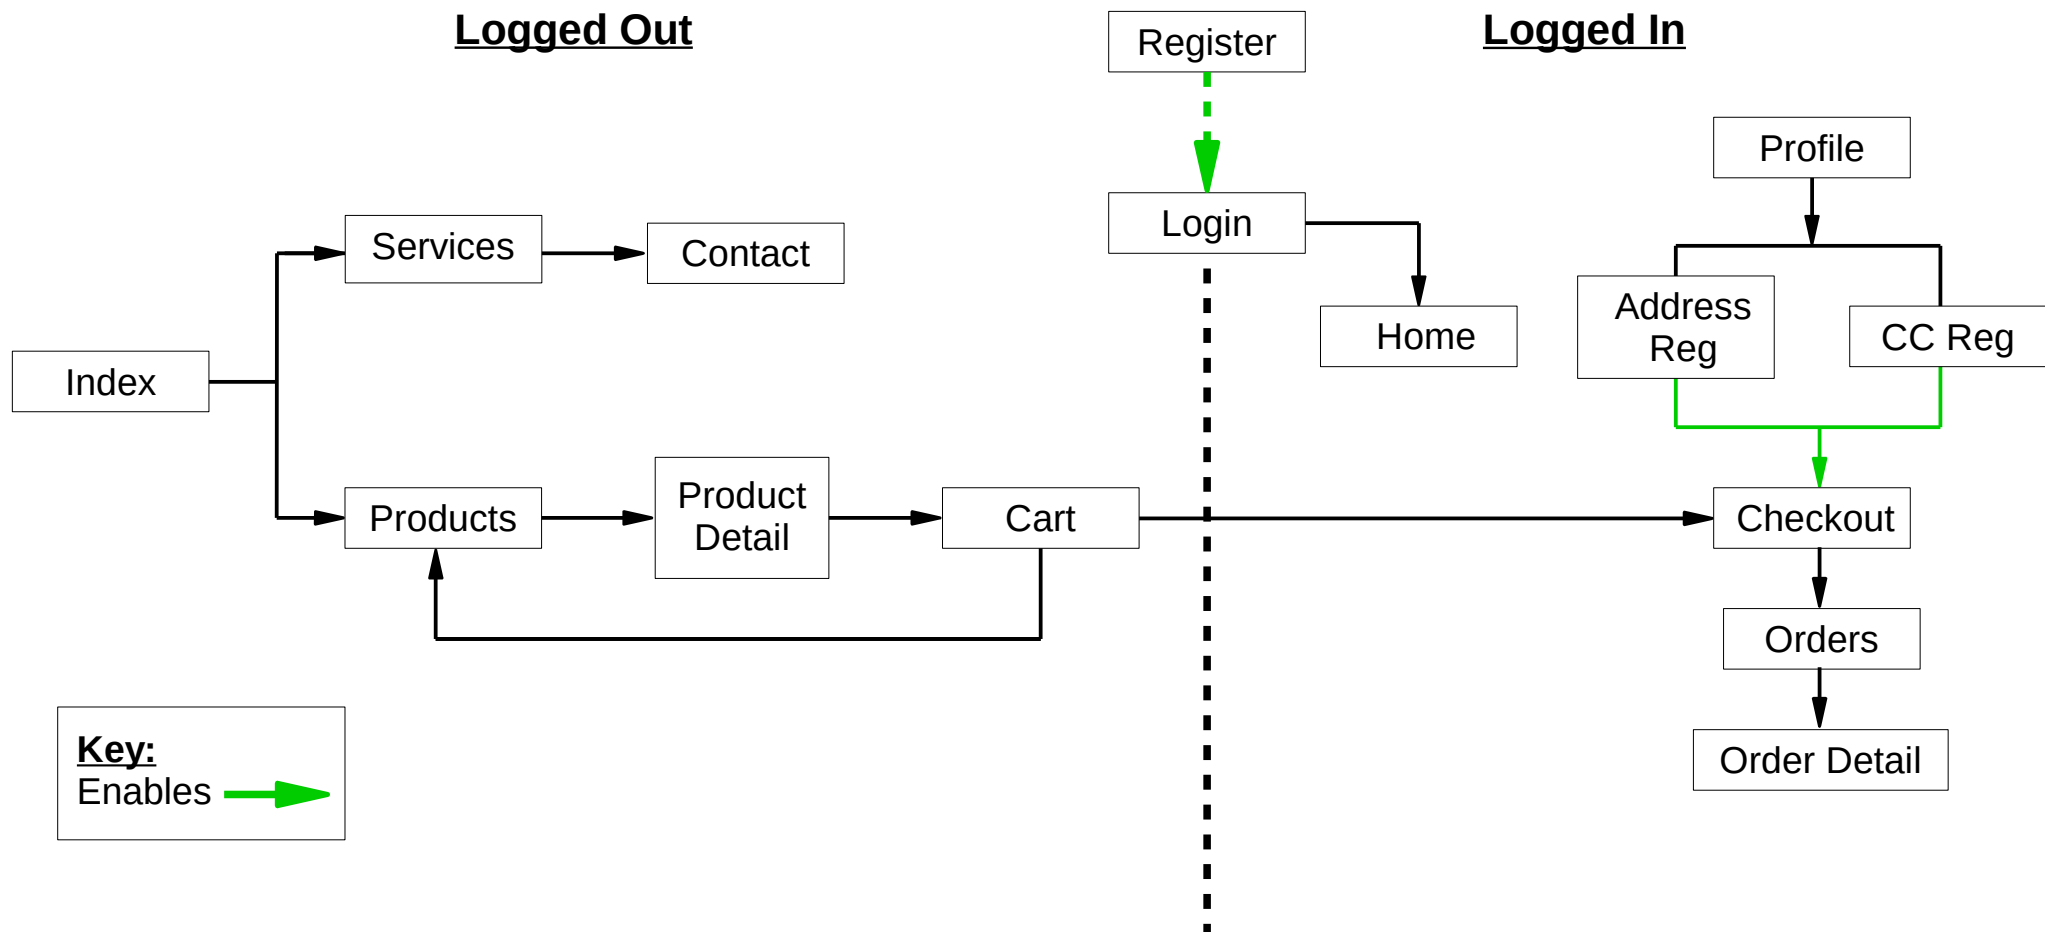 Logged Out
Register
Logged In
Profile
Services
Contact
Login
Home
Address
Reg
CC Reg
Index
Products
Product
Detail
Cart
Checkout
Orders
Order Detail
Key:
Enables